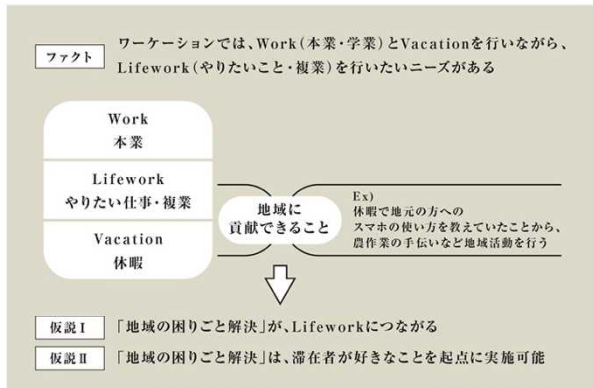 ファクト
ワーケーションでは、Work（本業・学業）とVacationを行いながら、
Lifework（やりたいこと・複業）を行いたいニーズがある
Work
本業
Lifework
やりたい仕事・複業
Vacation
休暇
地域に
貢献できること
Ex)
休暇で地元の方への
スマホの使い方を教えていたことから、
農作業の手伝いなど地域活動を行う
仮説Ⅰ
「地域の困りごと解決」が、Lifeworkにつながる
仮説Ⅱ
「地域の困りごと解決」は、滞在者が好きなことを起点に実施可能